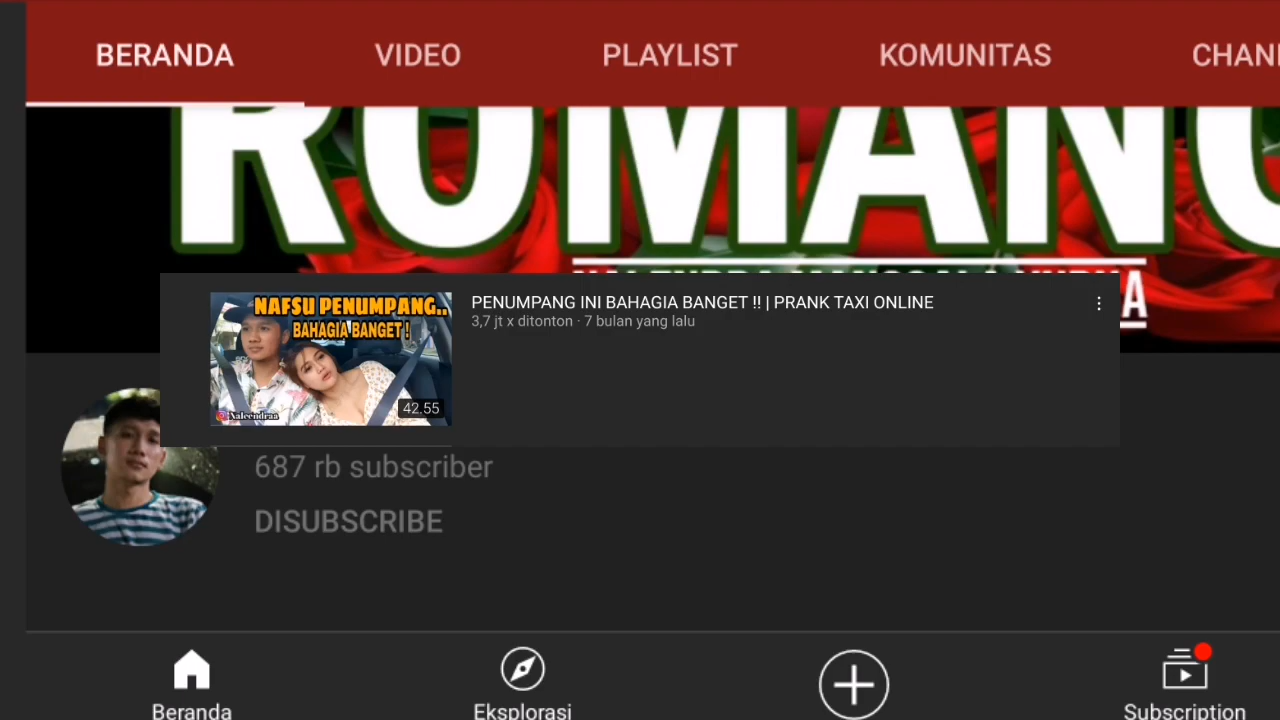 BERANDA VIDEO PLAYLIST KOMUNITAS CHAN
ROMANC
A
NAFSU PENUMPANG..
BAHAGIA BANGET !
Naleendraa
42.55
PENUMPANG INI BAHAGIA BANGET !! | PRANK TAXI ONLINE
3,7 jt x ditonton · 7 bulan yang lalu
687 rb subscriber
DISUBSCRIBE
Beranda Eksplorasi Subscription